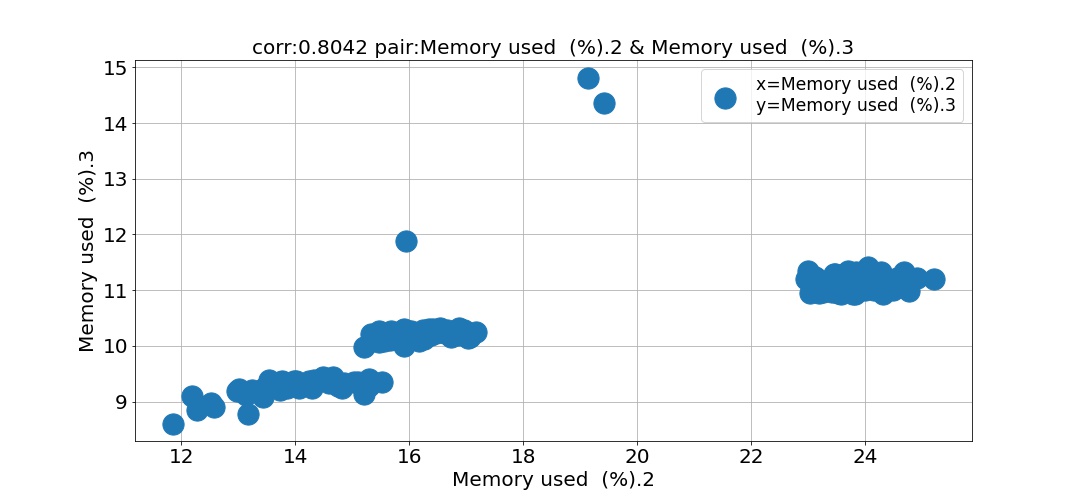 corr:0.8042 pair:Memory used  (%).2 & Memory used  (%).3
x=Memory used  (%).2
y=Memory used  (%).3
15
14
13
12
11
10
9
Memory used  (%).3
12
14
16
18
20
22
24
Memory used  (%).2